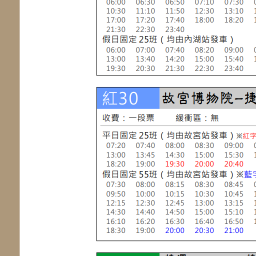 06:00 06:30 06:50 07:10 07:30
10:30 11:10 11:50 12:30 13:10
17:00 17:20 17:40 18:00 18:20
21:30 22:30 23:40
假日固定 25班（均由內湖站發車）
06:00 07:00 07:40 08:20 09:00
13:00 13:40 14:20 15:00 15:40
19:30 20:30 21:30 22:30 23:40
紅30 故宮博物院─捷
收費：一段票 緩衝區：無
平日固定 20班（均由故宮站發車）※紅字
07:20 07:40 08:00 08:30 09:00
13:00 13:45 14:30 15:00 15:30
18:20 19:00 19:30 20:00 20:40
假日固定 55班（均由故宮站發車）※藍字
07:30 08:00 08:15 08:30 08:45
09:50 10:00 10:15 10:30 10:45
12:15 12:30 12:45 13:00 13:15
14:30 14:40 14:50 15:00 15:10
16:10 16:20 16:30 16:40 16:50
18:30 19:00 20:00 20:30 21:00